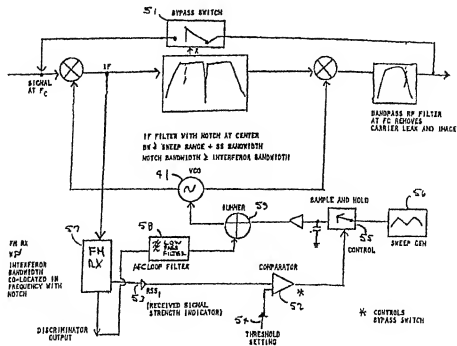 51
BYPASS SWITCH
*
SIGNAL
AT FC
IF
BANDPASS RF FILTER
AT FC REMOVES
CARRIER LEAK AND IMAGE
IF FILTER WITH NOTCH AT CENTER
SWEEP RANGE + SS BANDWIDTH
NOTCH BANDWIDTH ≥ INTERFEROR BANDWIDTH
41
VCO
SUMMER
59
SAMPLE AND HOLD
55
CONTROL
56
SWEEP GEN
58
LOW
FILTER
LOOP FILTER
57
FM
RX
FM RX
INTERFEROR
BANDWIDTH
CO-LOCATED IN
FREQUENCY WITH
NOTCH
53
RSSI
(RECEIVED SIGNAL
STRENGTH INDICATOR)
COMPARATOR
52
*
54
THRESHOLD
SETTING
DISCRIMINATOR
OUTPUT
* CONTROLS
BYPASS SWITCH